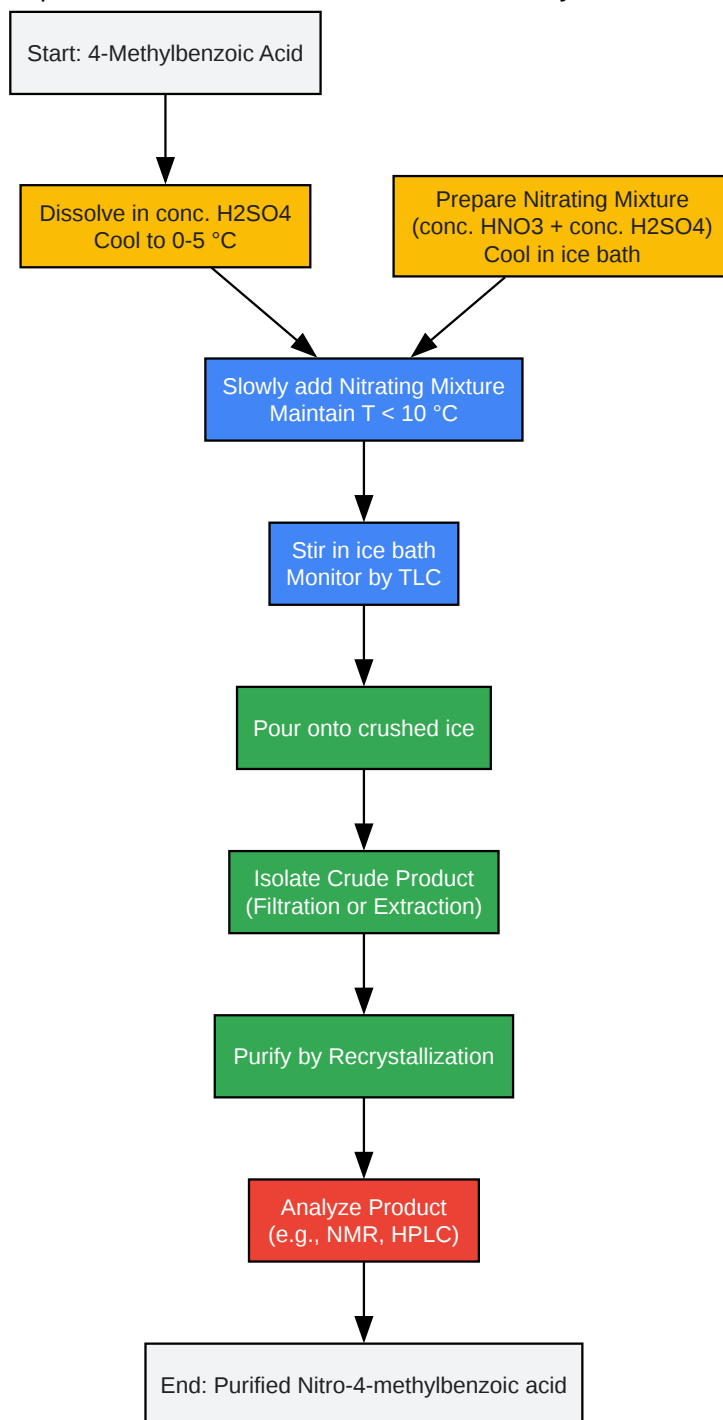 Start: 4-Methylbenzoic Acid
Dissolve in conc. H2SO4
Cool to 0-5 °C
Prepare Nitrating Mixture
(conc. HNO3 + conc. H2SO4)
Cool in ice bath
Slowly add Nitrating Mixture
Maintain T < 10 °C
Stir in ice bath
Monitor by TLC
Pour onto crushed ice
Isolate Crude Product
(Filtration or Extraction)
Purify by Recrystallization
Analyze Product
(e.g., NMR, HPLC)
End: Purified Nitro-4-methylbenzoic acid